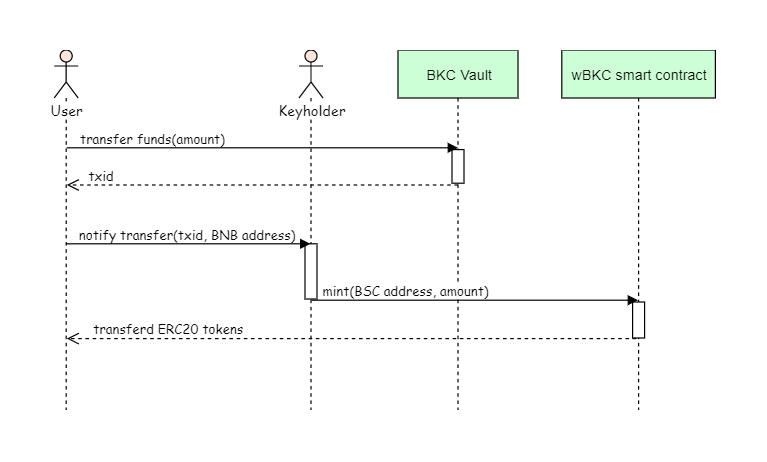 BKC Vault
wBKC smart contract
User
Keyholder
transfer funds(amount)
txid
notify transfer(txid, BNB address)
mint(BSC address, amount)
transferd ERC20 tokens